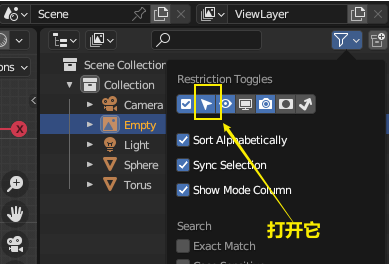 Scene
ViewLayer
ons
Scene Collection
Restriction Toggles
Collection
Camera
Empty
Sort Alphabetically
Light
Sync Selection
Sphere
Torus
Show Mode Column
打开它
Search
Exact Match